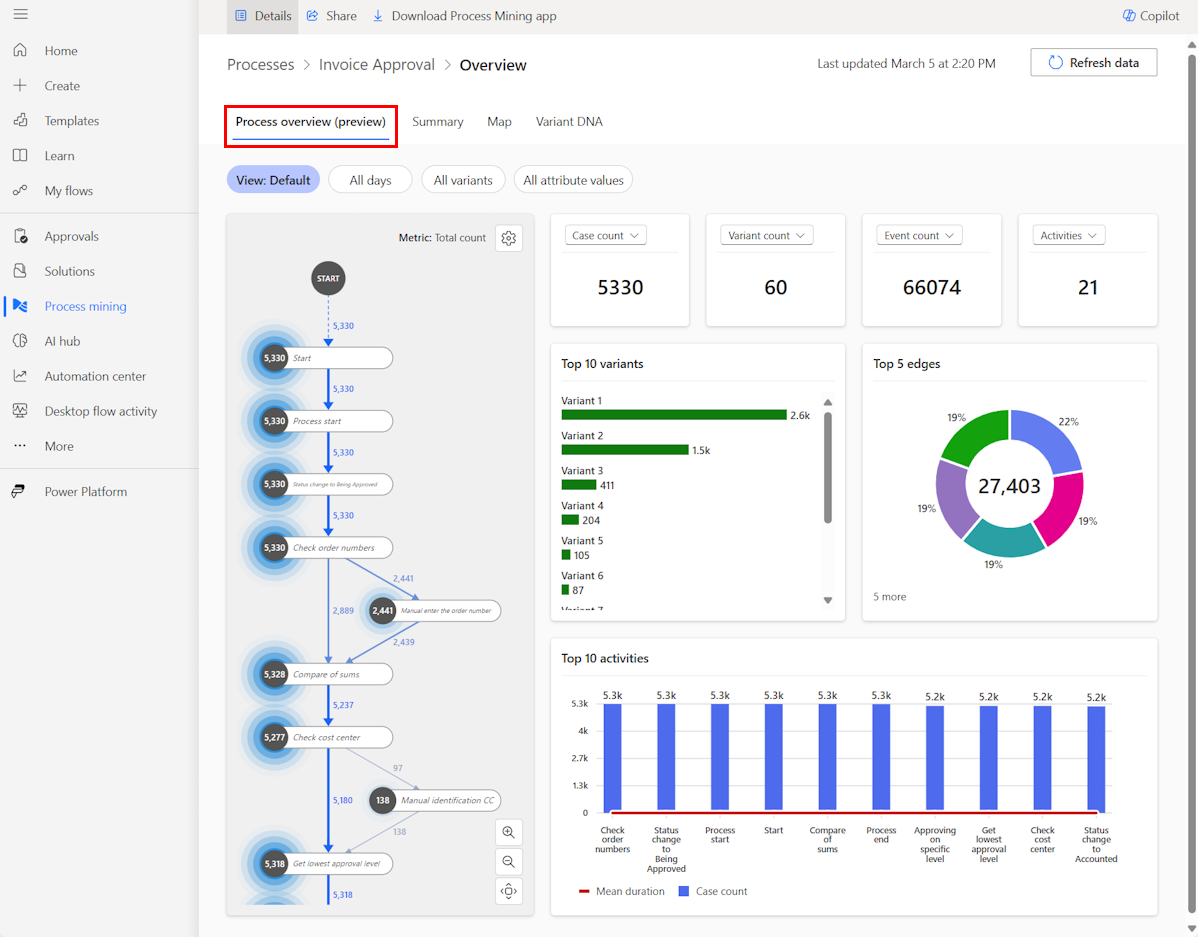 Details
Share
Download Process Mining app
Copilot
Home
Create
Templates
Learn
My flows
Approvals
Solutions
Process mining
AI hub
Automation center
Desktop flow activity
More
Power Platform
Processes > Invoice Approval > Overview
Last updated March 5 at 2:20 PM
Refresh data
Process overview (preview)
Summary
Map
Variant DNA
View: Default
All days
All variants
All attribute values
Metric: Total count
START
5,330
5,330 Start
5,330
5,330 Process start
5,330
5,330 Status change to Being Approved
5,330
5,330 Check order numbers
2,441
2,889
2,441 Manual enter the order number
2,439
5,328 Compare of sums
5,237
5,277 Check cost center
97
5,180
138 Manual identification CC
138
5,318 Get lowest approval level
5,318
Case count
5330
Variant count
60
Event count
66074
Activities
21
Top 10 variants
Variant 1
2.6k
Variant 2
1.5k
Variant 3
411
Variant 4
204
Variant 5
105
Variant 6
87
Variant 7
Top 5 edges
19%
22%
27,403
19%
19%
19%
5 more
Top 10 activities
5.3k 5.3k 5.3k 5.3k 5.3k 5.3k 5.2k 5.2k 5.2k 5.2k
5.3k
4k
2.7k
1.3k
0
Check order numbers
Status change to Being Approved
Process start
Start
Compare of sums
Process end
Approving on specific level
Get lowest approval level
Check cost center
Status change to Accounted
Mean duration
Case count